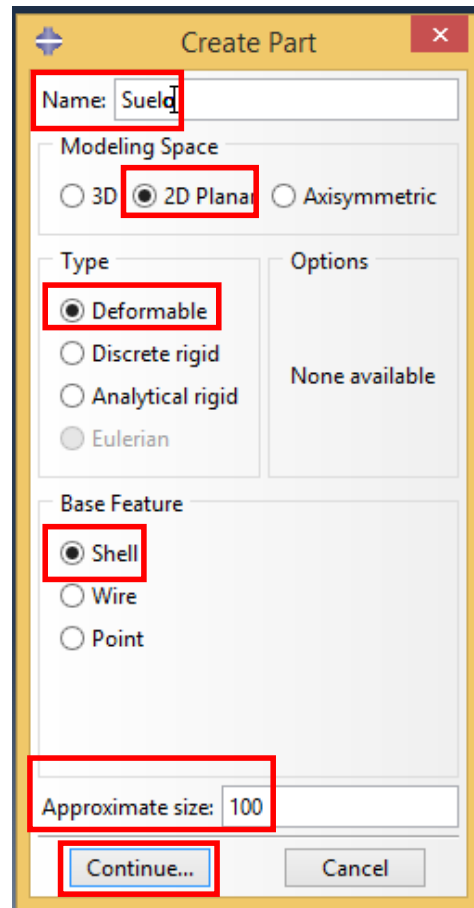 Create Part
Name: Suelo
Modeling Space
3D 2D Planar Axisymmetric
Type
Options
Deformable
Discrete rigid
Analytical rigid
Eulerian
None available
Base Feature
Shell
Wire
Point
Approximate size: 100
Continue... Cancel